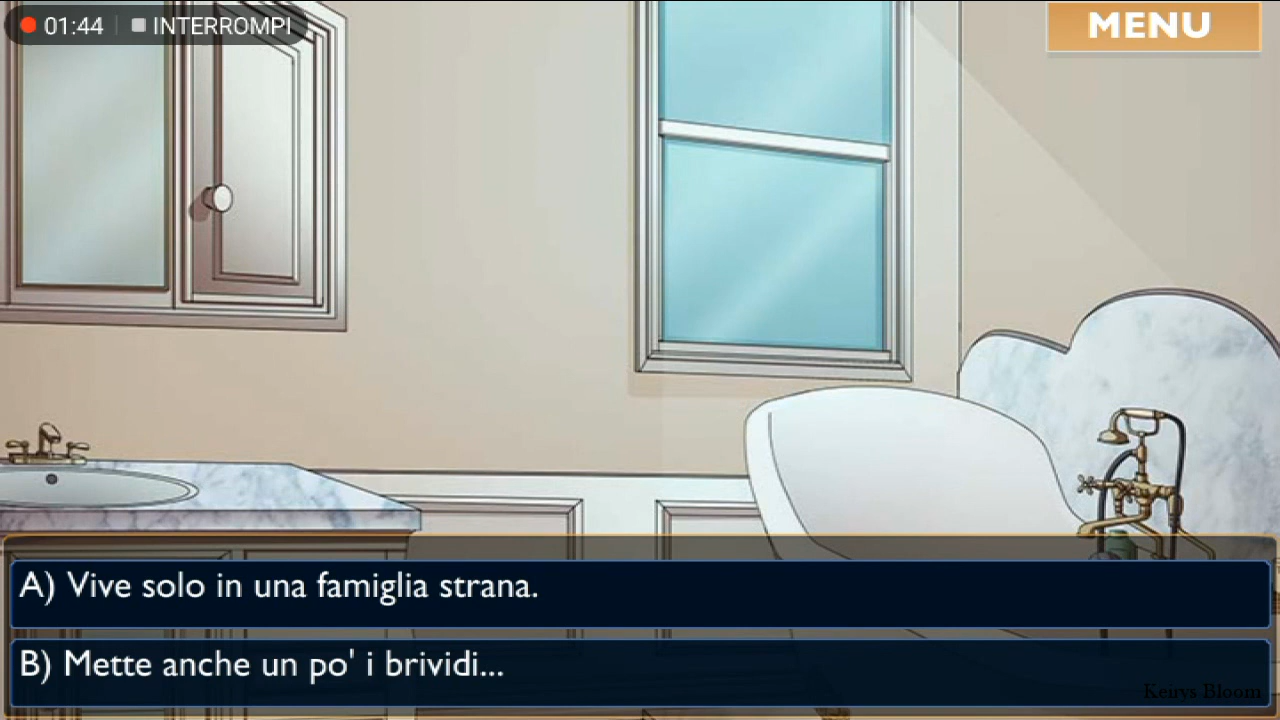 01:44 INTERROMPI
MENU
A) Vive solo in una famiglia strana.
B) Mette anche un po' i brividi...
Keirys Bloom